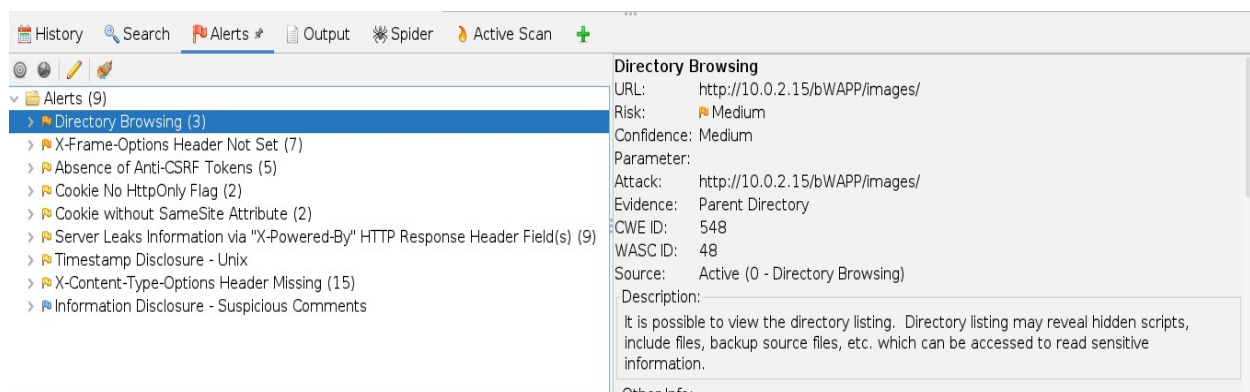 History Search Alerts Output Spider Active Scan
Alerts (9)
Directory Browsing (3)
X-Frame-Options Header Not Set (7)
Absence of Anti-CSRF Tokens (5)
Cookie No HttpOnly Flag (2)
Cookie without SameSite Attribute (2)
Server Leaks Information via "X-Powered-By" HTTP Response Header Field(s) (9)
Timestamp Disclosure - Unix
X-Content-Type-Options Header Missing (15)
Information Disclosure - Suspicious Comments
Directory Browsing
URL: http://10.0.2.15/bWAPP/images/
Risk: Medium
Confidence: Medium
Parameter:
Attack: http://10.0.2.15/bWAPP/images/
Evidence: Parent Directory
CWE ID: 548
WASC ID: 48
Source: Active (0 - Directory Browsing)
Description:
It is possible to view the directory listing. Directory listing may reveal hidden scripts,
include files, backup source files, etc. which can be accessed to read sensitive
information.
Other Info: